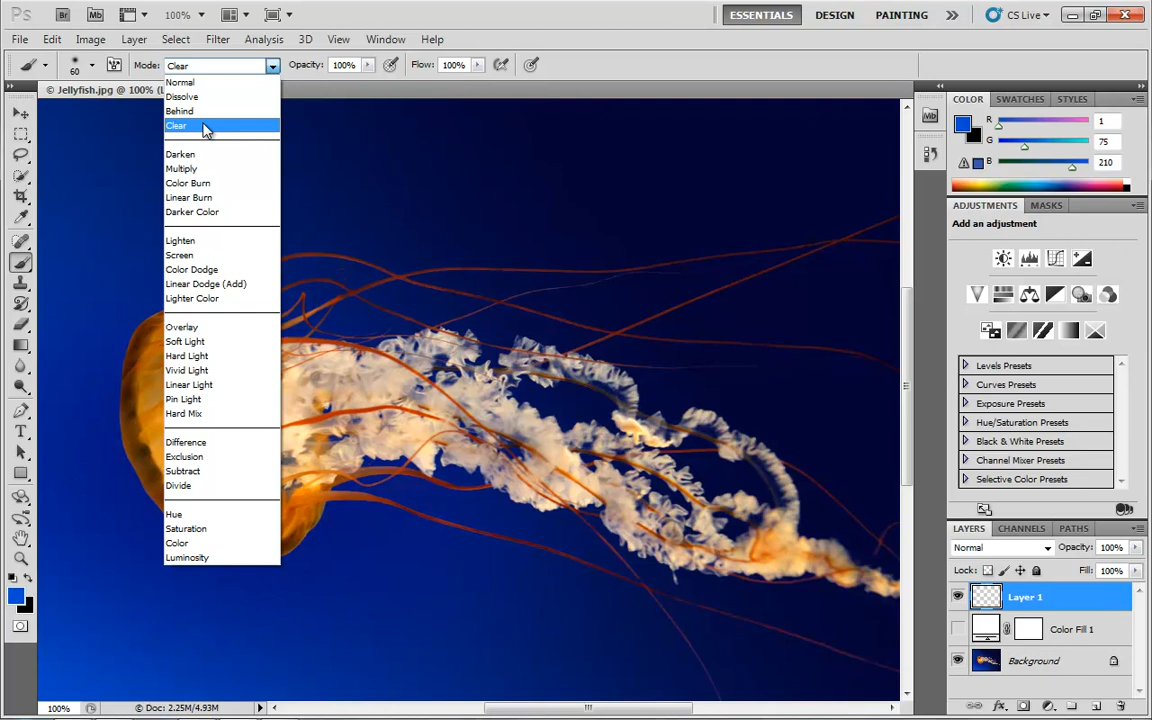 Ps Br Mb 100% ESSENTIALS DESIGN PAINTING CS Live
File Edit Image Layer Select Filter Analysis 3D View Window Help
60 Mode: Clear Opacity: 100% Flow: 100%
© Jellyfish.jpg @ 100% (L
Normal
Dissolve
Behind
Clear
Darken
Multiply
Color Burn
Linear Burn
Darker Color
Lighten
Screen
Color Dodge
Linear Dodge (Add)
Lighter Color
Overlay
Soft Light
Hard Light
Vivid Light
Linear Light
Pin Light
Hard Mix
Difference
Exclusion
Subtract
Divide
Hue
Saturation
Color
Luminosity
T
Mb
COLOR SWATCHES STYLES
R 1
G 75
B 210
ADJUSTMENTS MASKS
Add an adjustment
Levels Presets
Curves Presets
Exposure Presets
Hue/Saturation Presets
Black & White Presets
Channel Mixer Presets
Selective Color Presets
LAYERS CHANNELS PATHS
Normal Opacity: 100%
Lock: Fill: 100%
Layer 1
Color Fill 1
Background
fx
100% © Doc: 2.25M/4.93M